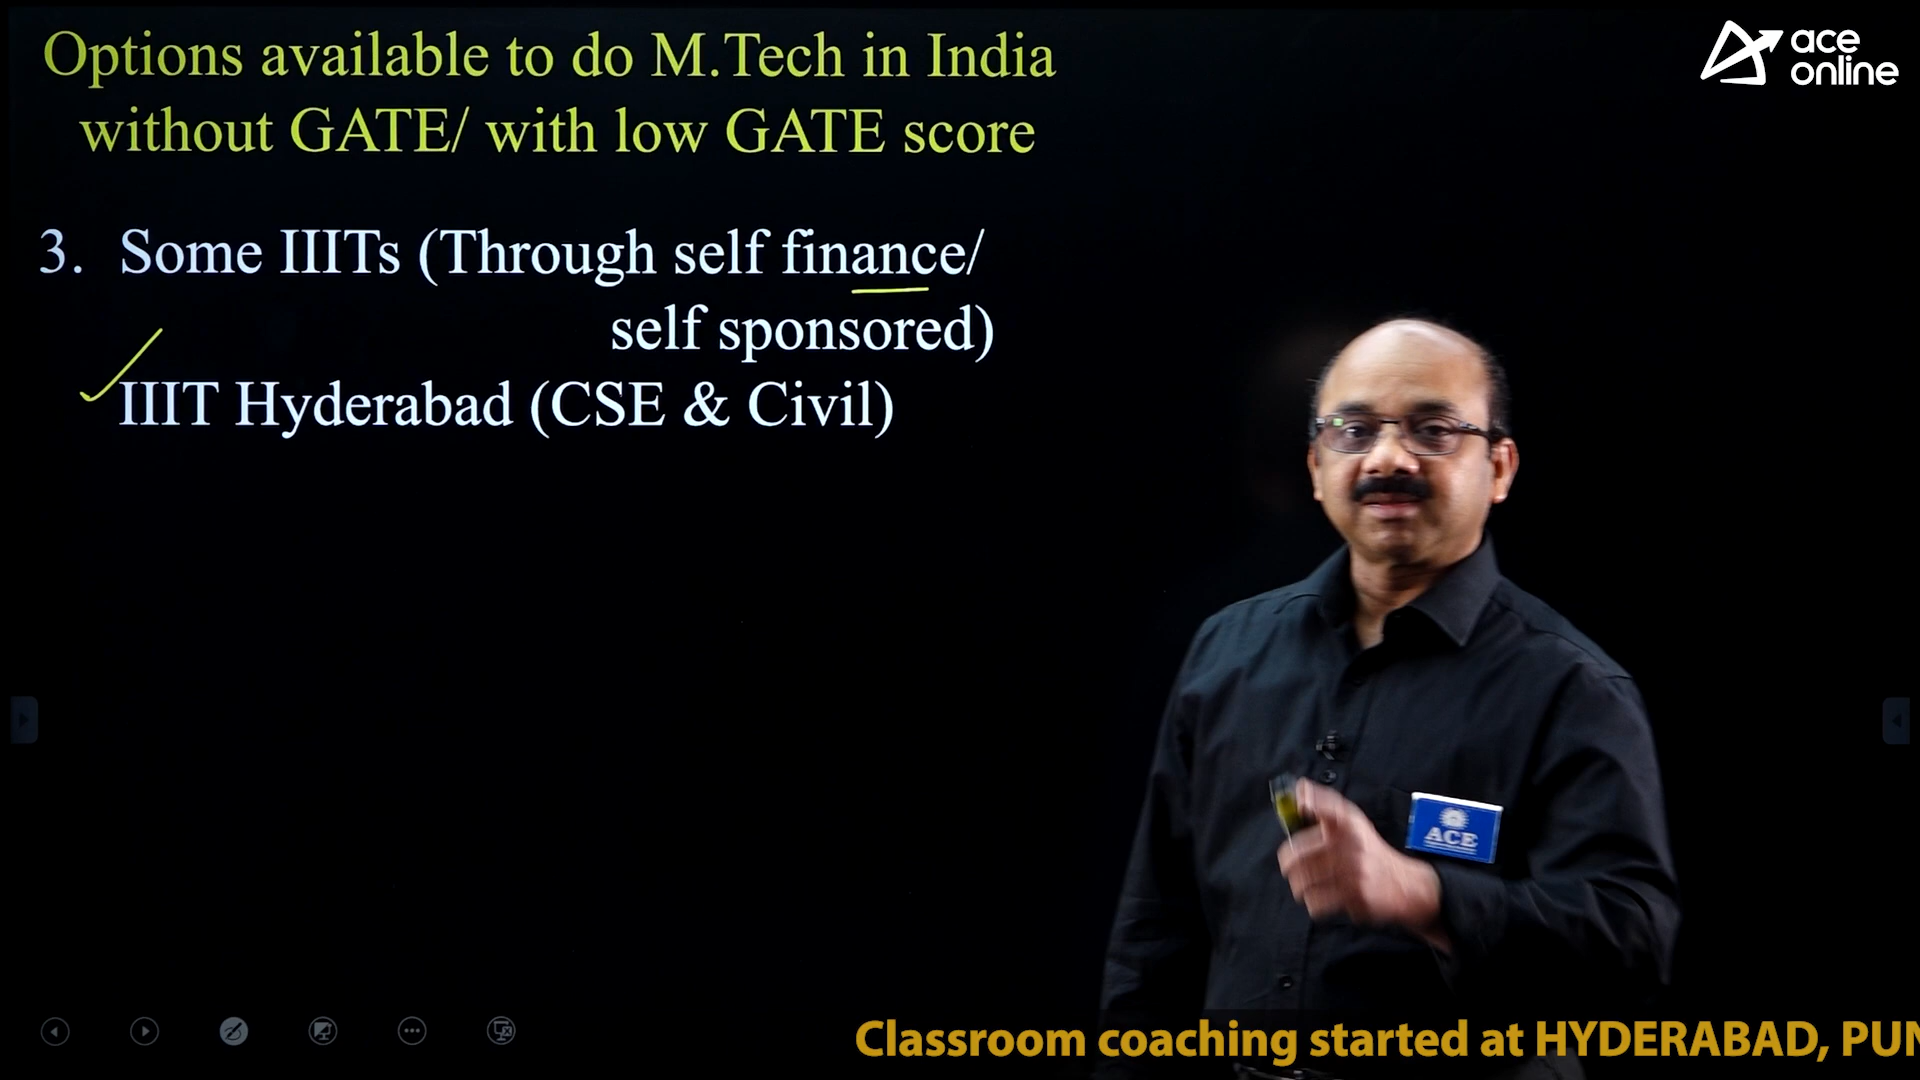 Options available to do M.Tech in India
without GATE/ with low GATE score
ace
online
3. Some IIITs (Through self finance/
self sponsored)
IIIT Hyderabad (CSE & Civil)
ACE
Classroom coaching started at HYDERABAD, PUN